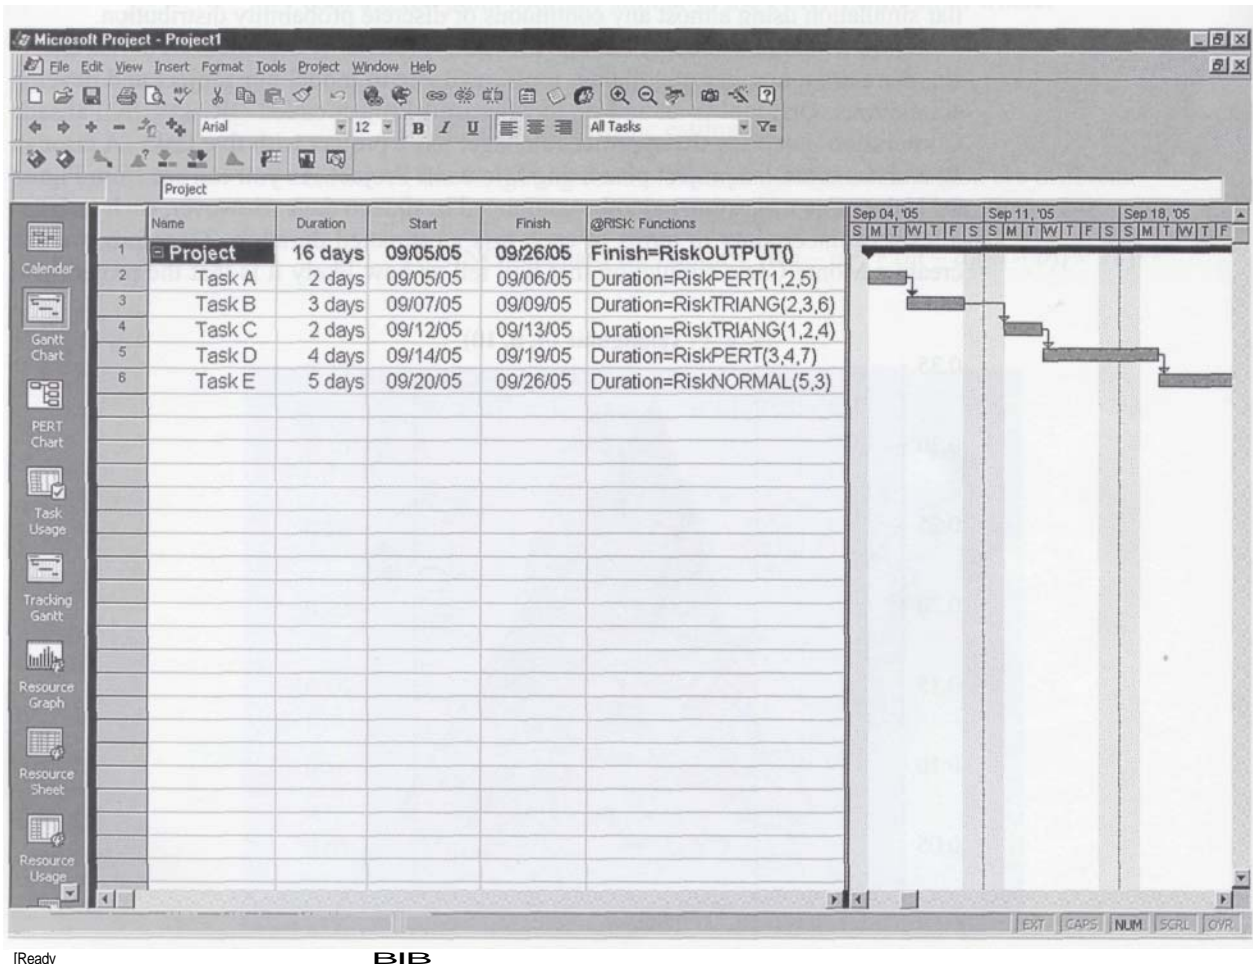 Microsoft Project - Project1
File Edit View Insert Format Tools Project Window Help
Arial 12 B I U All Tasks
Project
Name Duration Start Finish @RISK: Functions Sep 04, '05 Sep 11, '05 Sep 18, '05
S M T W T F S S M T W T F S S M T W T F
1 Project 16 days 09/05/05 09/26/05 Finish=RiskOUTPUT()
2 Task A 2 days 09/05/05 09/06/05 Duration=RiskPERT(1,2,5)
3 Task B 3 days 09/07/05 09/09/05 Duration=RiskTRIANG(2,3,6)
4 Task C 2 days 09/12/05 09/13/05 Duration=RiskTRIANG(1,2,4)
5 Task D 4 days 09/14/05 09/19/05 Duration=RiskPERT(3,4,7)
6 Task E 5 days 09/20/05 09/26/05 Duration=RiskNORMAL(5,3)
Calendar
Gantt
Chart
PERT
Chart
Task
Usage
Tracking
Gantt
Resource
Graph
Resource
Sheet
Resource
Usage
EXT CAPS NUM SCRL OVR
[Ready BIB